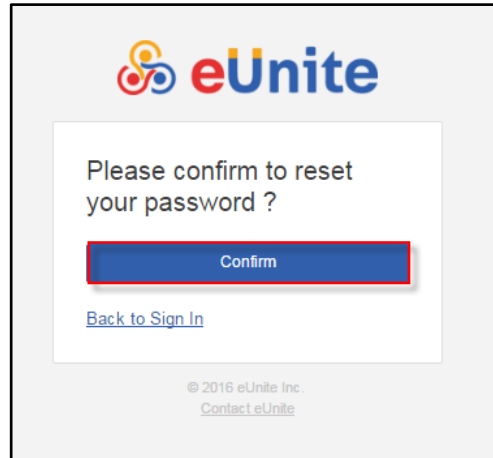 eUnite
Please confirm to reset
your password ?
Confirm
Back to Sign In
© 2016 eUnite Inc.
Contact eUnite